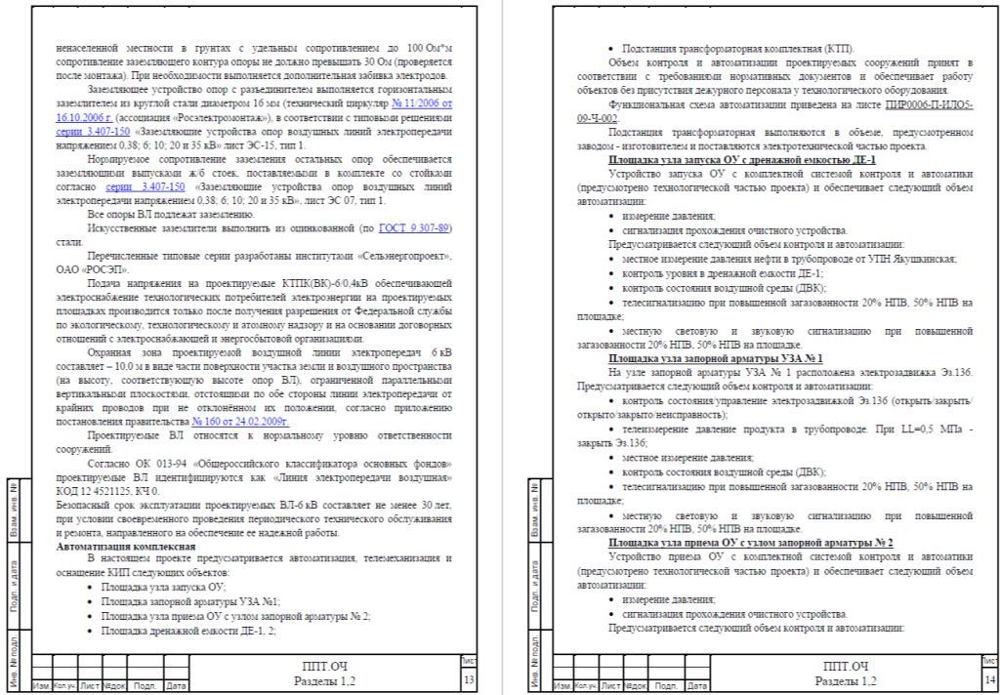 ненаселенной местности в грунтах с удельным сопротивлением до 100 Ом*м
сопротивление заземляющего контура опоры не должно превышать 30 Ом (проверяется
после монтажа). При необходимости выполняется дополнительная забивка электродов.
Заземляющее устройство опор с разъединителем выполняется горизонтальным
заземлителем из круглой стали диаметром 16 мм (технический циркуляр № 11/2006 от
16.10.2006 г. (ассоциация «Росэлектромонтаж»), в соответствии с типовыми решениями
серии 3.407-150 «Заземляющие устройства опор воздушных линий электропередачи
напряжением 0,38; 6; 10; 20 и 35 кВ» лист ЭС-15, тип 1.
Нормируемое сопротивление заземления остальных опор обеспечивается
заземляющими выпусками ж/б стоек, поставляемыми в комплекте со стойками
согласно серии 3.407-150 «Заземляющие устройства опор воздушных линий
электропередачи напряжением 0,38; 6; 10; 20 и 35 кВ», лист ЭС 07, тип 1.
Все опоры ВЛ подлежат заземлению.
Искусственные заземлители выполнить из оцинкованной (по ГОСТ 9.307-89)
стали.
Перечисленные типовые серии разработаны институтами «Сельэнергопроект»,
ОАО «РОСЭП».
Подача напряжения на проектируемые КТПК(ВК)-6/0,4кВ обеспечивающей
электроснабжение технологических потребителей электроэнергии на проектируемых
площадках производится только после получения разрешения от Федеральной службы
по экологическому, технологическому и атомному надзору и на основании договорных
отношений с электроснабжающей и энергосбытовой организациями.
Охранная зона проектируемой воздушной линии электропередач 6 кВ
составляет – 10,0 м в виде части поверхности участка земли и воздушного пространства
(на высоту, соответствующую высоте опор ВЛ), ограниченной параллельными
вертикальными плоскостями, отстоящими по обе стороны линии электропередачи от
крайних проводов при не отклонённом их положении, согласно приложению
постановления правительства № 160 от 24.02.2009г.
Проектируемые ВЛ относятся к нормальному уровню ответственности
сооружений.
Согласно ОК 013-94 «Общероссийского классификатора основных фондов»
проектируемые ВЛ идентифицируются как «Линия электропередачи воздушная»
КОД 12 4521125, КЧ 0.
Безопасный срок эксплуатации проектируемых ВЛ-6 кВ составляет не менее 30 лет,
при условии своевременного проведения периодического технического обслуживания
и ремонта, направленного на обеспечение ее надежной работы.
Автоматизация комплексная
В настоящем проекте предусматривается автоматизация, телемеханизация и
оснащение КИП следующих объектов:
• Площадка узла запуска ОУ;
• Площадка запорной арматуры УЗА №1;
• Площадка узла приема ОУ с узлом запорной арматуры № 2;
• Площадка дренажной емкости ДЕ-1, 2;
Взам. инв. №
Подп. и дата
Инв. № подл.
Изм. Кол.уч. Лист №док. Подп. Дата
ППТ.ОЧ
Разделы 1,2
Лист
13
• Подстанция трансформаторная комплектная (КТП).
Объем контроля и автоматизации проектируемых сооружений принят в
соответствии с требованиями нормативных документов и обеспечивает работу
объектов без присутствия дежурного персонала у технологического оборудования.
Функциональная схема автоматизации приведена на листе ПИР0006-П-ИЛО5-
09-Ч-002.
Подстанция трансформаторная выполняются в объеме, предусмотренном
заводом - изготовителем и поставляются электротехнической частью проекта.
Площадка узла запуска ОУ с дренажной емкостью ДЕ-1
Устройство запуска ОУ с комплектной системой контроля и автоматики
(предусмотрено технологической частью проекта) и обеспечивает следующий объем
автоматизации:
• измерение давления;
• сигнализация прохождения очистного устройства.
Предусматривается следующий объем контроля и автоматизации:
• местное измерение давления нефти в трубопроводе от УПН Якушкинская;
• контроль уровня в дренажной емкости ДЕ-1;
• контроль состояния воздушной среды (ДВК);
• телесигнализацию при повышенной загазованности 20% НПВ, 50% НПВ на
площадке;
• местную световую и звуковую сигнализацию при повышенной
загазованности 20% НПВ, 50% НПВ на площадке.
Площадка узла запорной арматуры УЗА № 1
На узле запорной арматуры УЗА № 1 расположена электрозадвижка Эз.136.
Предусматривается следующий объем контроля и автоматизации:
• контроль состояния/управление электрозадвижкой Эз.136 (открыть/закрыть/
открыто/закрыто/неисправность);
• телеизмерение давление продукта в трубопроводе. При LL=0,5 МПа -
закрыть Эз.136;
• местное измерение давления;
• контроль состояния воздушной среды (ДВК);
• телесигнализацию при повышенной загазованности 20% НПВ, 50% НПВ на
площадке;
• местную световую и звуковую сигнализацию при повышенной
загазованности 20% НПВ, 50% НПВ на площадке.
Площадка узла приема ОУ с узлом запорной арматуры № 2
Устройство приема ОУ с комплектной системой контроля и автоматики
(предусмотрено технологической частью проекта) и обеспечивает следующий объем
автоматизации:
• измерение давления;
• сигнализация прохождения очистного устройства.
Предусматривается следующий объем контроля и автоматизации:
Взам. инв. №
Подп. и дата
Инв. № подл.
Изм. Кол.уч. Лист №док. Подп. Дата
ППТ.ОЧ
Разделы 1,2
Лист
14